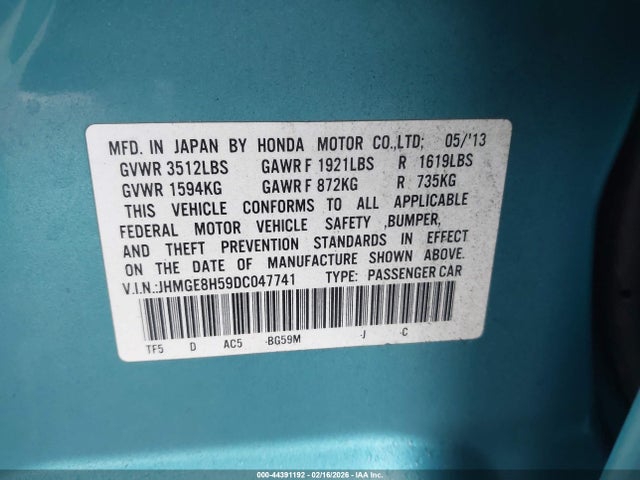 MFD. IN JAPAN BY HONDA MOTOR CO.,LTD; 05/'13
GVWR 3512LBS GAWR F 1921LBS R 1619LBS
GVWR 1594KG GAWR F 872KG R 735KG
THIS VEHICLE CONFORMS TO ALL APPLICABLE
FEDERAL MOTOR VEHICLE SAFETY ,BUMPER,
AND THEFT PREVENTION STANDARDS IN EFFECT
ON THE DATE OF MANUFACTURE SHOWN ABOVE.
V.I.N.:JHMGE8H59DC047741 TYPE: PASSENGER CAR
TF5 D AC5 -BG59M -J -C
000-44391192 - 02/16/2026 - IAA Inc.